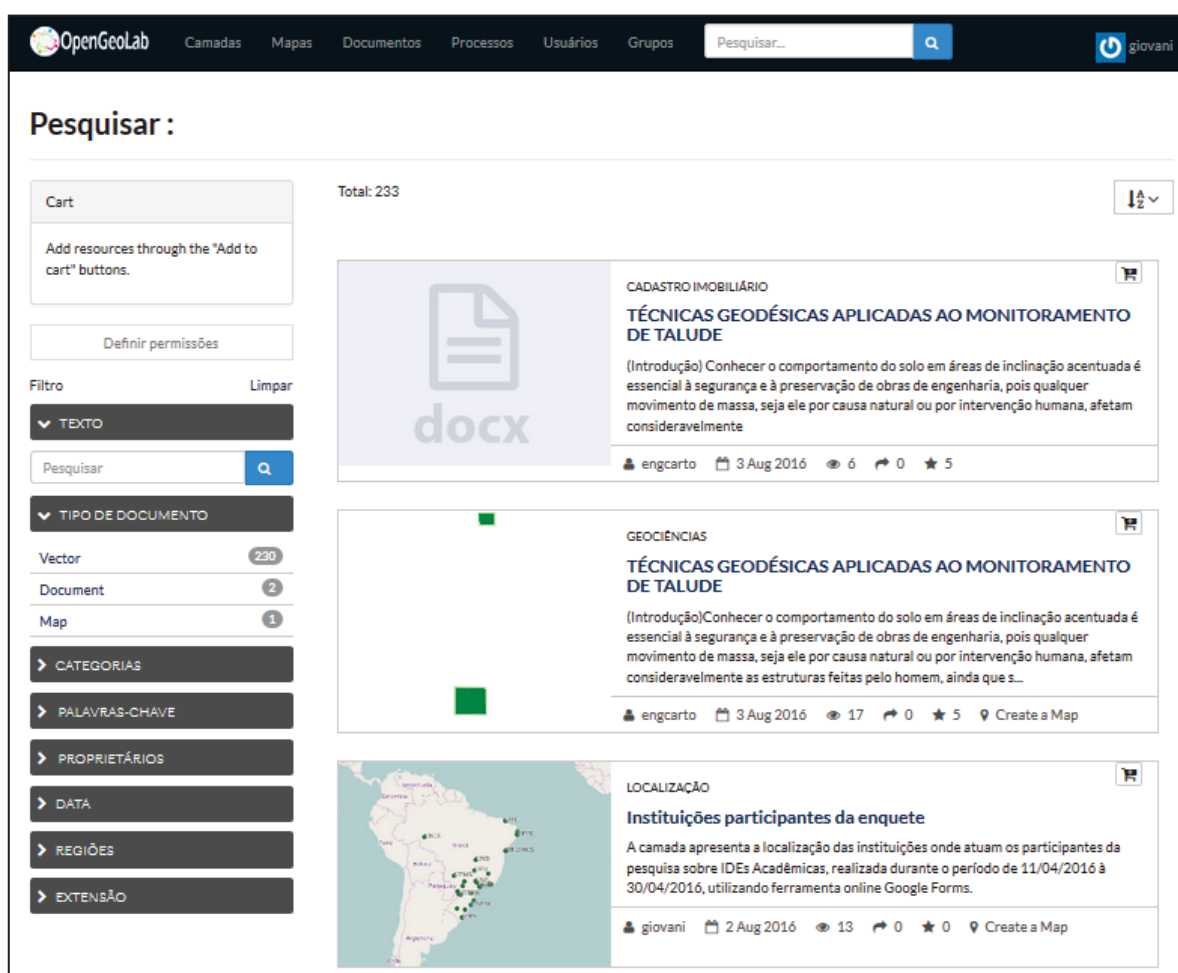 OpenGeoLab Camadas Mapas Documentos Processos Usuários Grupos Pesquisar... giovani
Pesquisar :
Cart
Add resources through the "Add to
cart" buttons.
Definir permissões
Filtro Limpar
TEXTO
Pesquisar
TIPO DE DOCUMENTO
Vector 230
Document 2
Map 1
CATEGORIAS
PALAVRAS-CHAVE
PROPRIETÁRIOS
DATA
REGIÕES
EXTENSÃO
Total: 233
docx
CADASTRO IMOBILIÁRIO
TÉCNICAS GEODÉSICAS APLICADAS AO MONITORAMENTO
DE TALUDE
(Introdução) Conhecer o comportamento do solo em áreas de inclinação acentuada é
essencial à segurança e à preservação de obras de engenharia, pois qualquer
movimento de massa, seja ele por causa natural ou por intervenção humana, afetam
consideravelmente
engcarto 3 Aug 2016 6 0 5
GEOCIÊNCIAS
TÉCNICAS GEODÉSICAS APLICADAS AO MONITORAMENTO
DE TALUDE
(Introdução)Conhecer o comportamento do solo em áreas de inclinação acentuada é
essencial à segurança e à preservação de obras de engenharia, pois qualquer
movimento de massa, seja ele por causa natural ou por intervenção humana, afetam
consideravelmente as estruturas feitas pelo homem, ainda que s...
engcarto 3 Aug 2016 17 0 5 Create a Map
LOCALIZAÇÃO
Instituições participantes da enquete
A camada apresenta a localização das instituições onde atuam os participantes da
pesquisa sobre IDEs Acadêmicas, realizada durante o período de 11/04/2016 à
30/04/2016, utilizando ferramenta online Google Forms.
giovani 2 Aug 2016 13 0 0 Create a Map